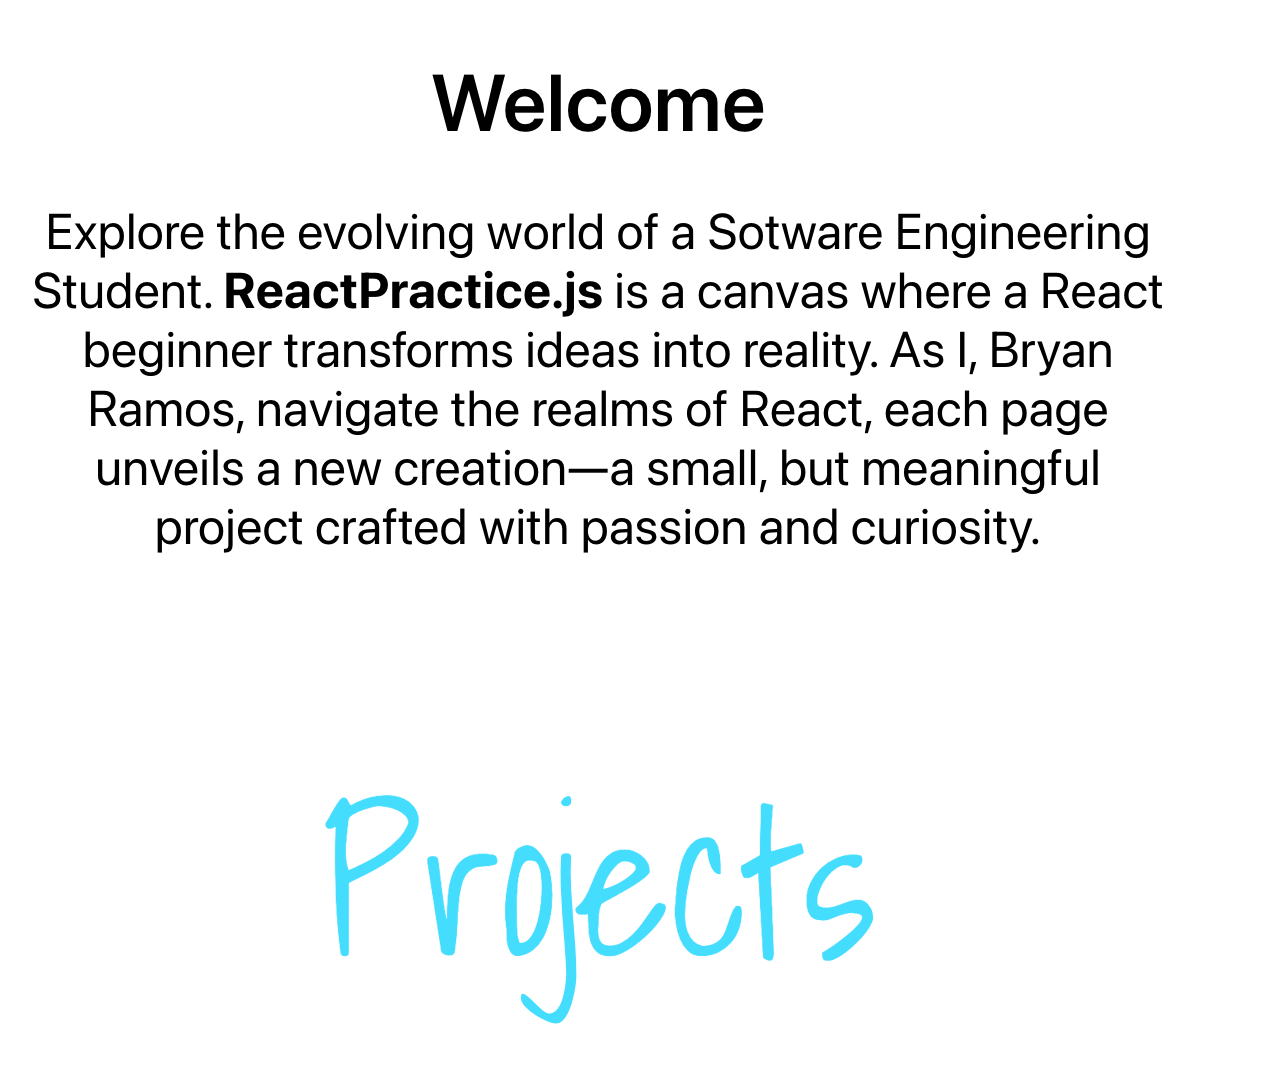 Welcome
Explore the evolving world of a Sotware Engineering
Student. ReactPractice.js is a canvas where a React
beginner transforms ideas into reality. As I, Bryan
Ramos, navigate the realms of React, each page
unveils a new creation—a small, but meaningful
project crafted with passion and curiosity.
Projects